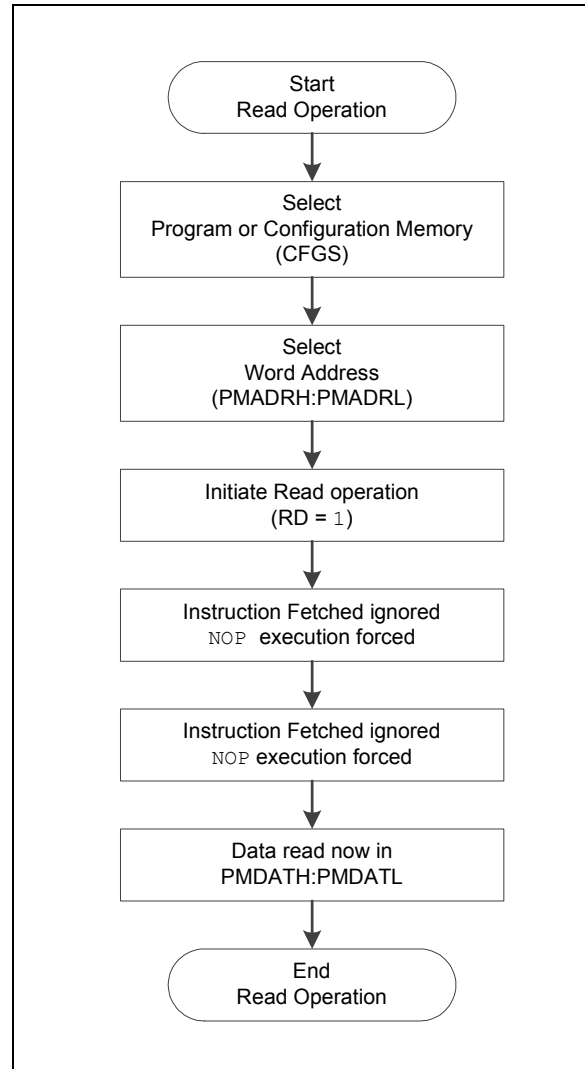 Start
Read Operation
Select
Program or Configuration Memory
(CFGS)
Select
Word Address
(PMADRH:PMADRL)
Initiate Read operation
(RD = 1)
Instruction Fetched ignored
NOP execution forced
Instruction Fetched ignored
NOP execution forced
Data read now in
PMDATH:PMDATL
End
Read Operation